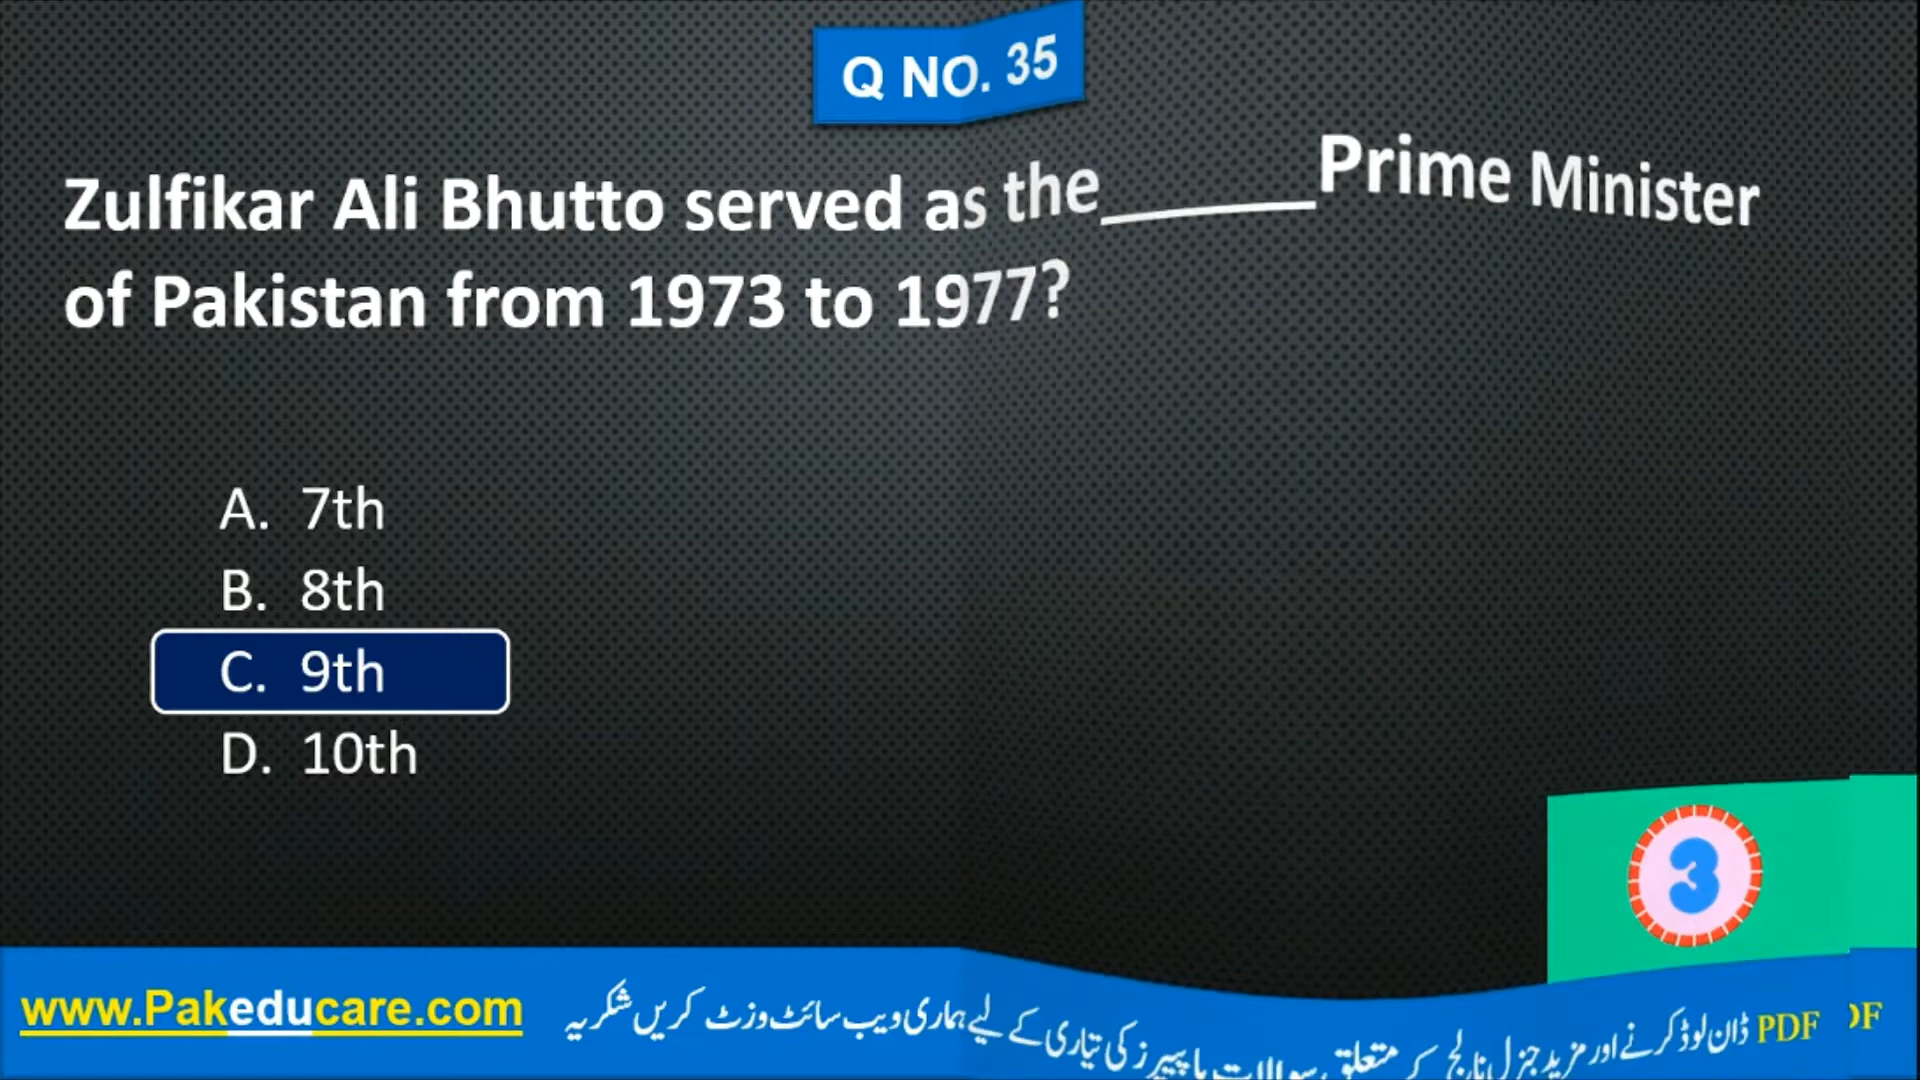 Q NO. 35
Zulfikar Ali Bhutto served as the______Prime Minister
of Pakistan from 1973 to 1977?
A. 7th
B. 8th
C. 9th
D. 10th
3
www.Pakeducare.com
PDF ڈان لوڈ کرنے اور مزید جنرل نالج کے متعلق سوالات یا پیپرز کی تیاری کے لیے ہماری ویب سائٹ وزٹ کریں شکریہ